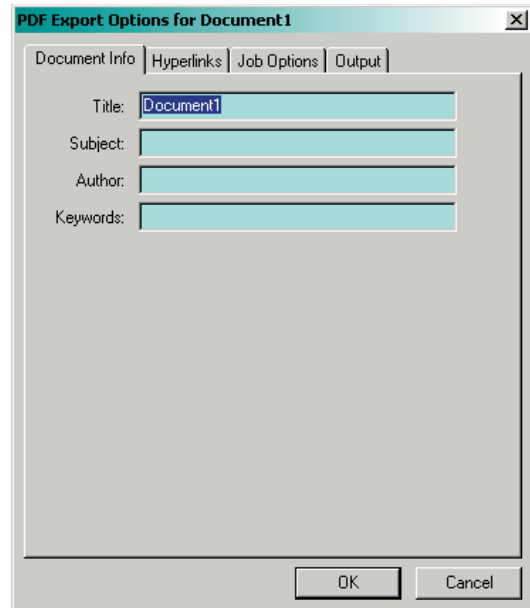 PDF Export Options for Document1
Document Info Hyperlinks Job Options Output
Title: Document1
Subject:
Author:
Keywords:
OK Cancel